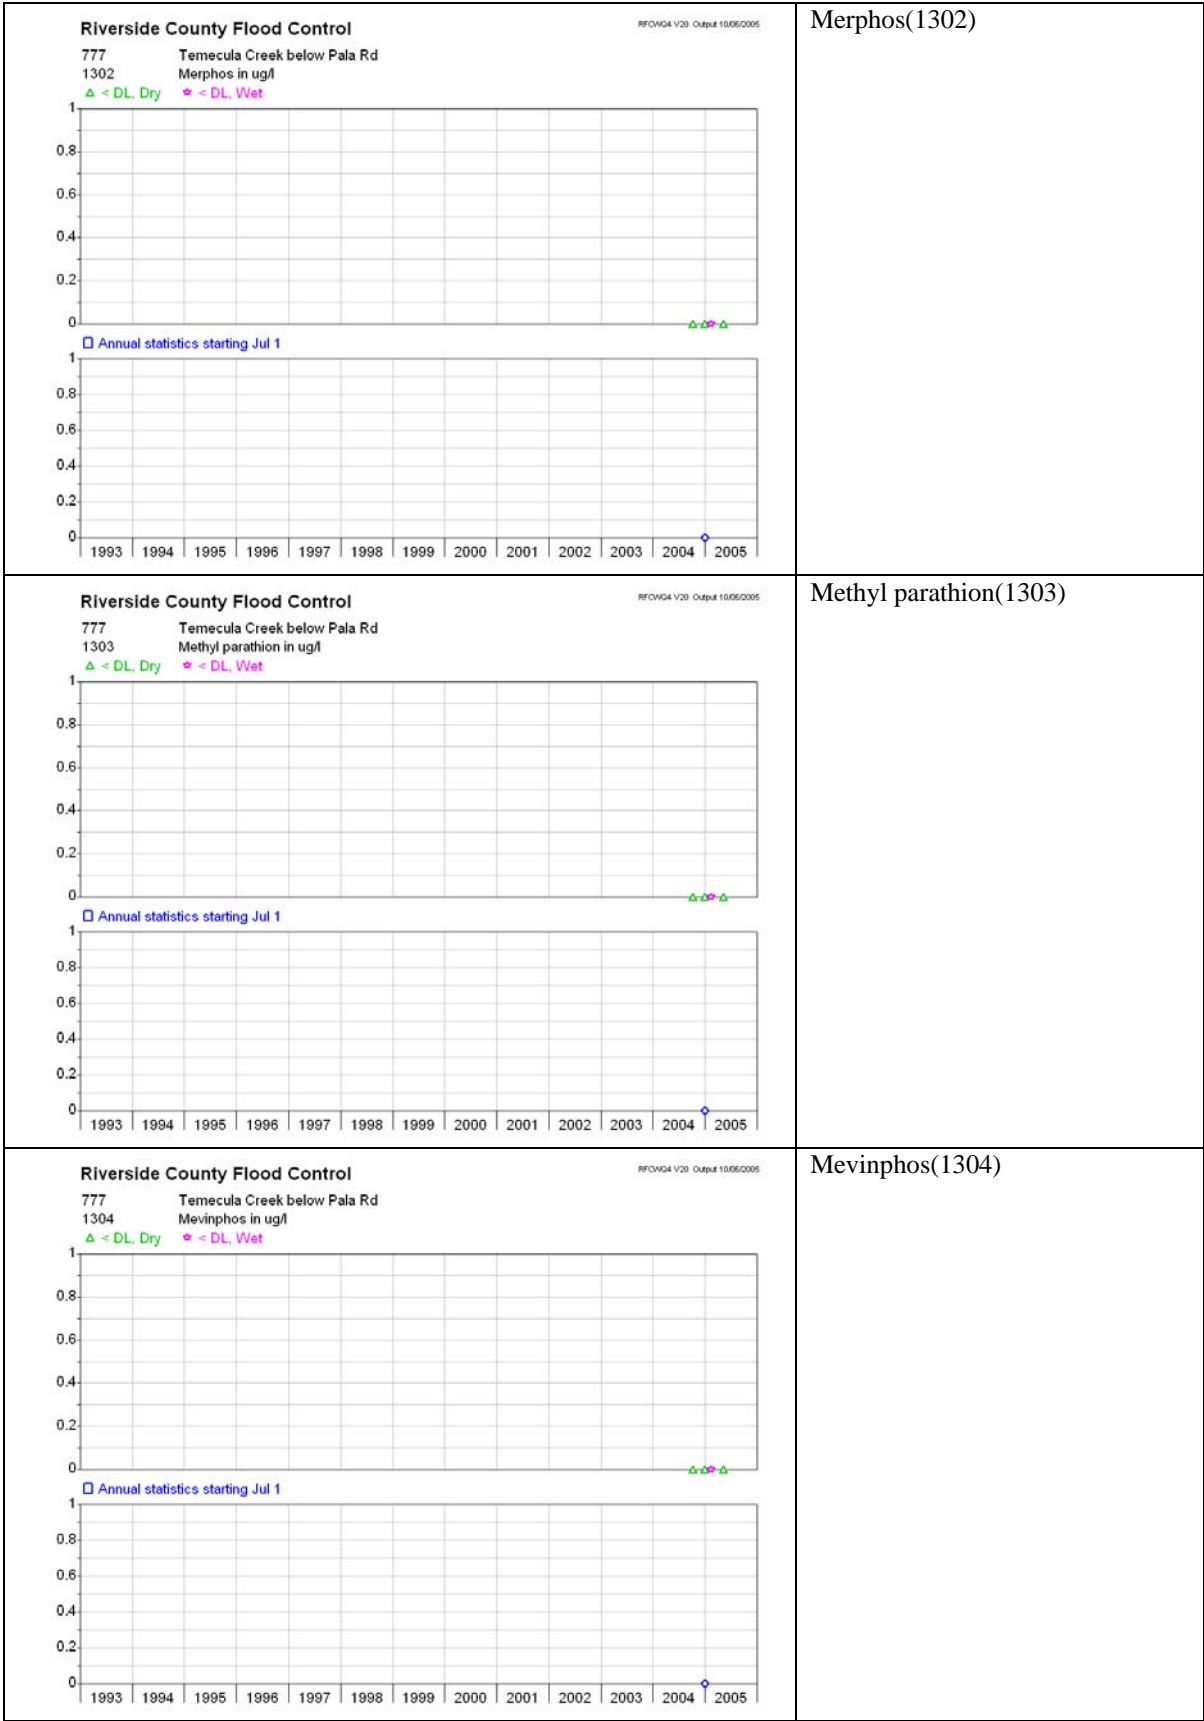 Riverside County Flood Control RFCWQ4 V20 Output 10/06/2005
777 Temecula Creek below Pala Rd
1302 Merphos in ug/l
< DL, Dry < DL, Wet
1
0.8
0.6
0.4
0.2
0
Annual statistics starting Jul 1
1
0.8
0.6
0.4
0.2
0
1993 1994 1995 1996 1997 1998 1999 2000 2001 2002 2003 2004 2005
Merphos(1302)
Riverside County Flood Control RFCWQ4 V20 Output 10/06/2005
777 Temecula Creek below Pala Rd
1303 Methyl parathion in ug/l
< DL, Dry < DL, Wet
1
0.8
0.6
0.4
0.2
0
Annual statistics starting Jul 1
1
0.8
0.6
0.4
0.2
0
1993 1994 1995 1996 1997 1998 1999 2000 2001 2002 2003 2004 2005
Methyl parathion(1303)
Riverside County Flood Control RFCWQ4 V20 Output 10/06/2005
777 Temecula Creek below Pala Rd
1304 Mevinphos in ug/l
< DL, Dry < DL, Wet
1
0.8
0.6
0.4
0.2
0
Annual statistics starting Jul 1
1
0.8
0.6
0.4
0.2
0
1993 1994 1995 1996 1997 1998 1999 2000 2001 2002 2003 2004 2005
Mevinphos(1304)